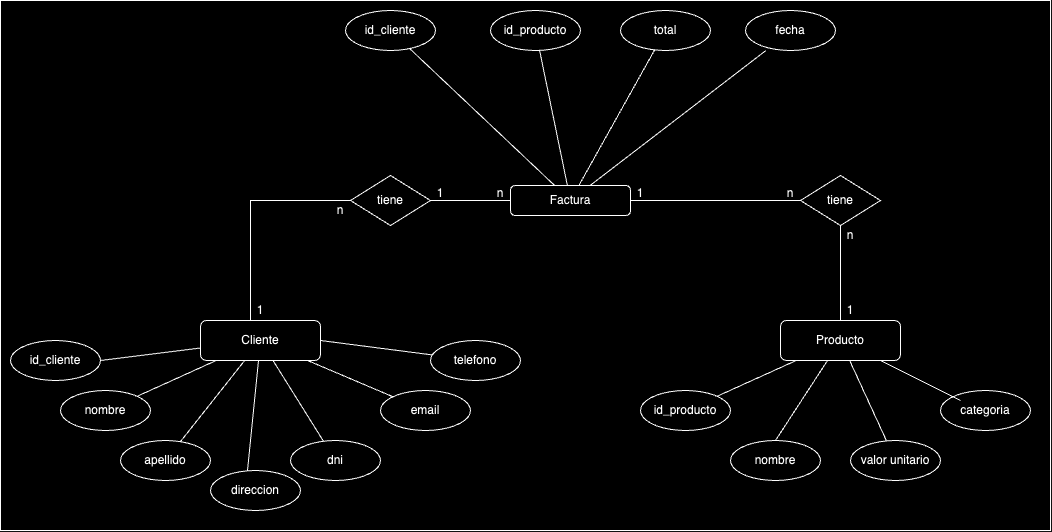 id_cliente
id_producto
total
fecha
tiene
1
n
Factura
1
n
tiene
n
n
1
1
Cliente
Producto
id_cliente
telefono
nombre
email
id_producto
categoria
apellido
dni
nombre
valor unitario
direccion